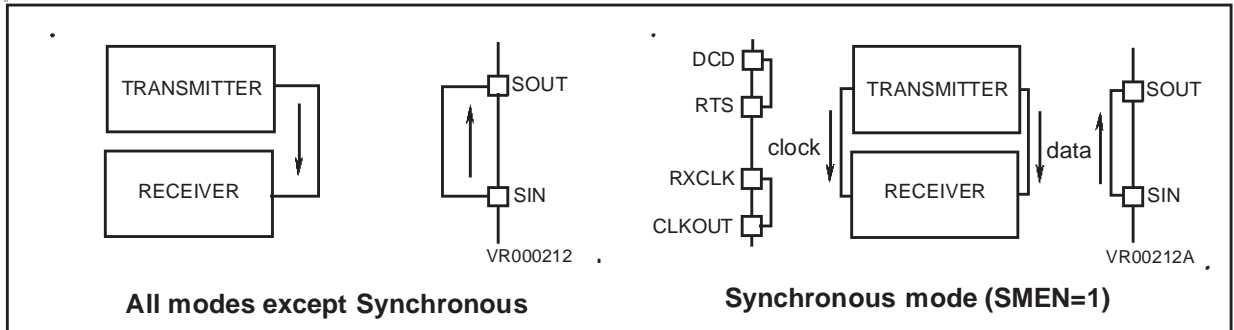 TRANSMITTER
RECEIVER
SOUT
SIN
VR000212
All modes except Synchronous
DCD
RTS
RXCLK
CLKOUT
clock
TRANSMITTER
RECEIVER
data
SOUT
SIN
VR00212A
Synchronous mode (SMEN=1)